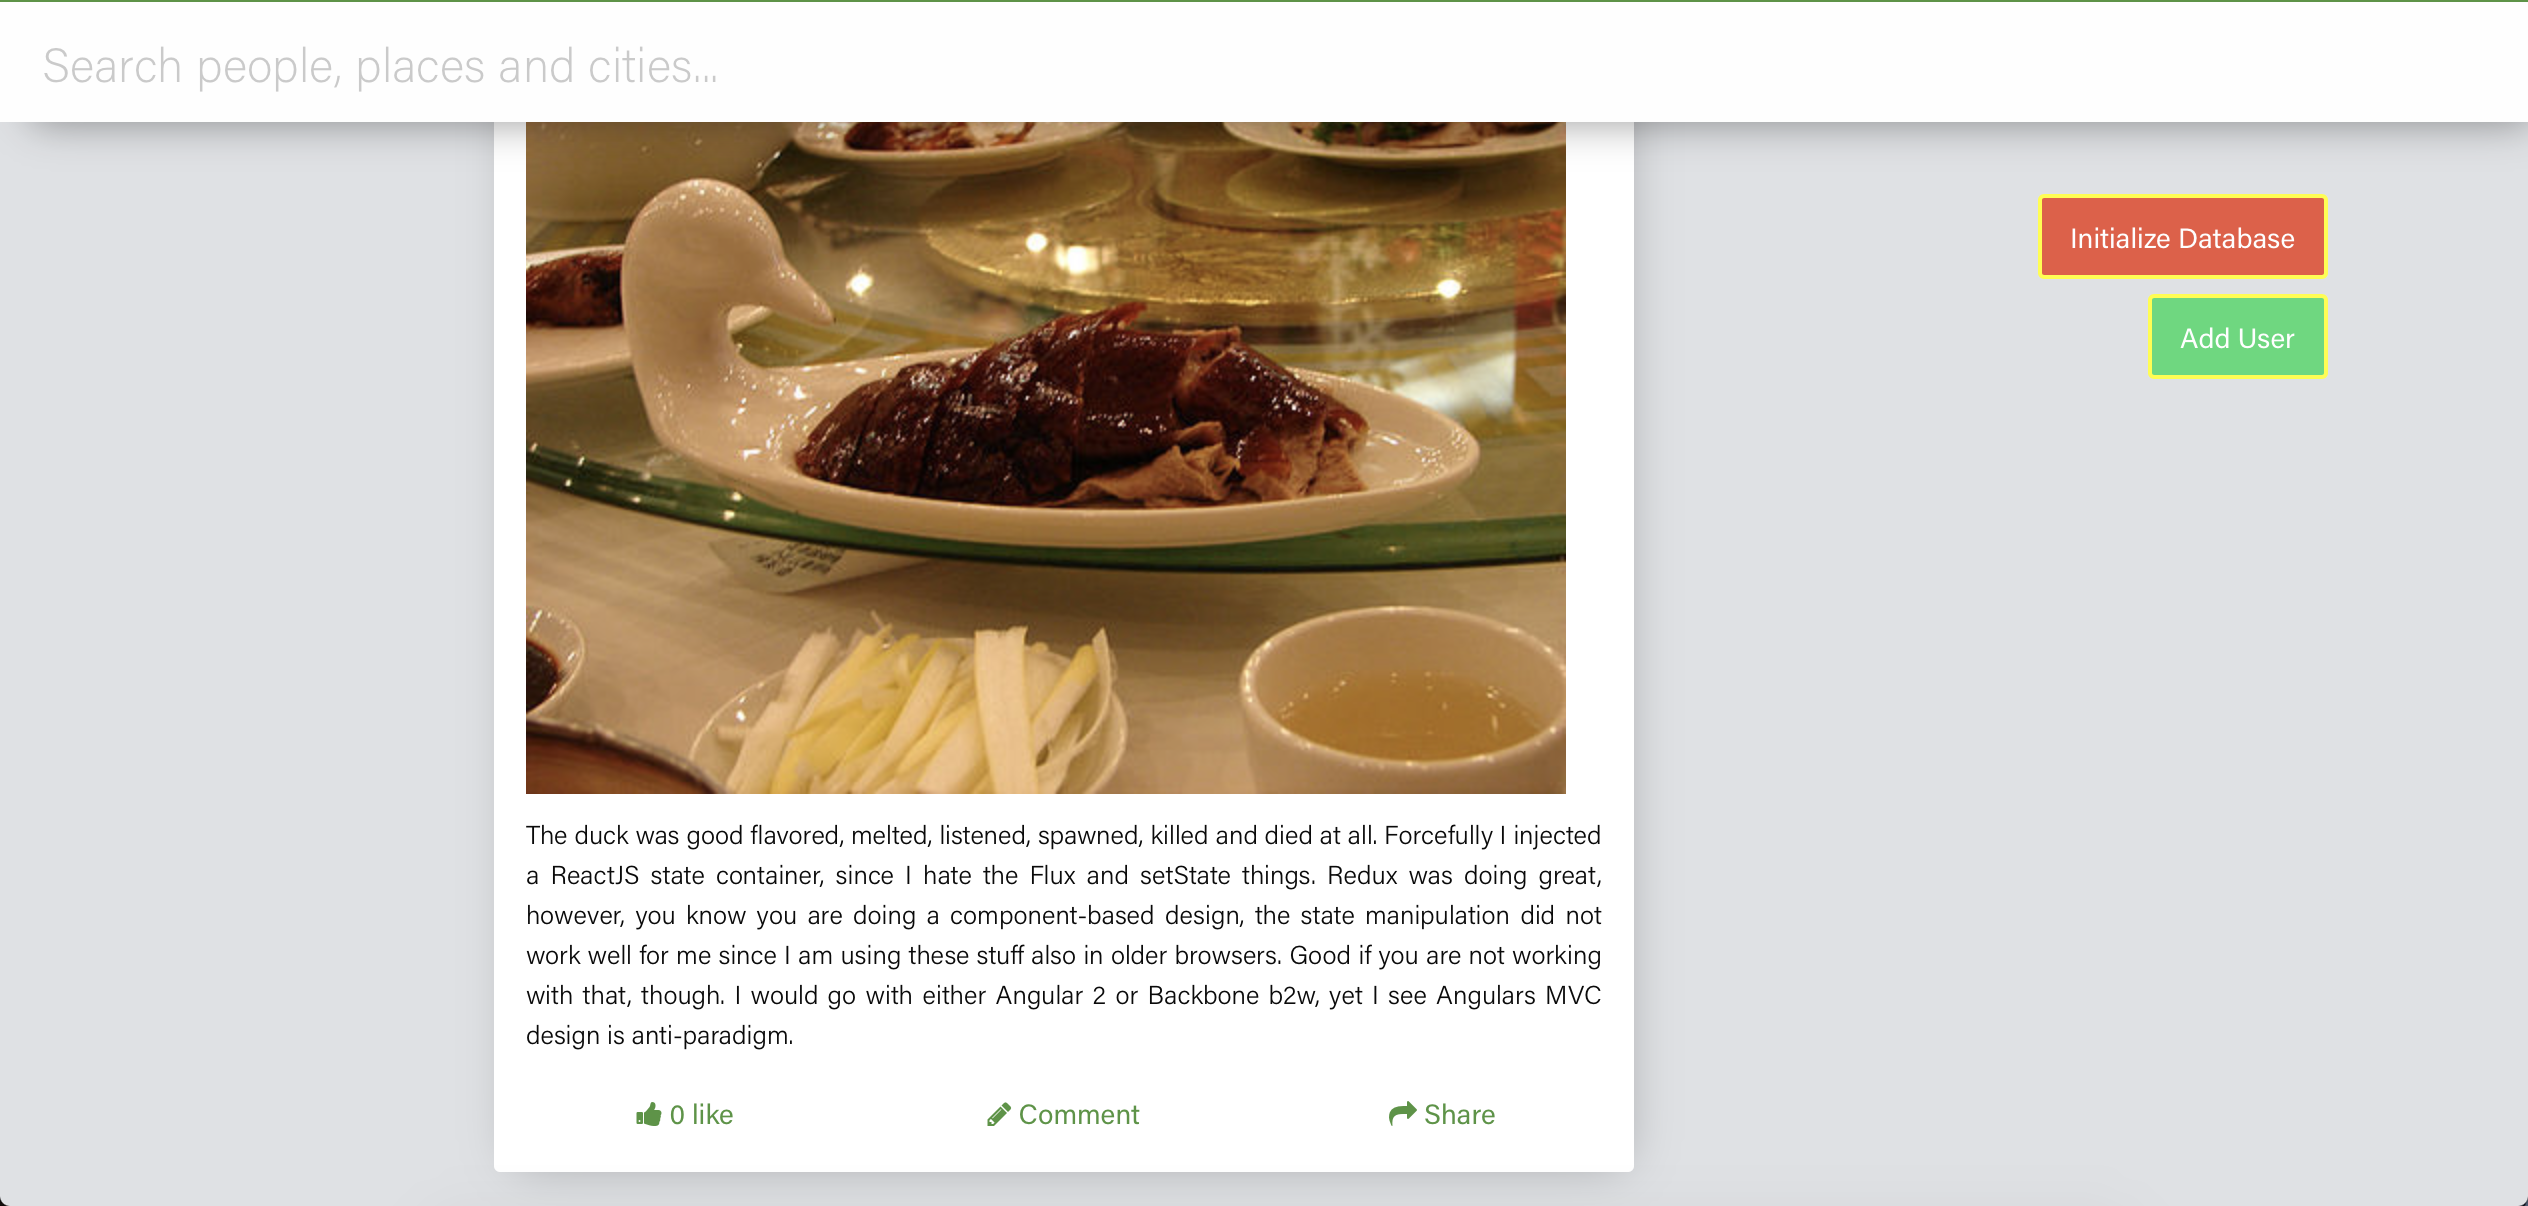 Search people, places and cities...
Initialize Database
Add User
The duck was good flavored, melted, listened, spawned, killed and died at all. Forcefully I injected
a ReactJS state container, since I hate the Flux and setState things. Redux was doing great,
however, you know you are doing a component-based design, the state manipulation did not
work well for me since I am using these stuff also in older browsers. Good if you are not working
with that, though. I would go with either Angular 2 or Backbone b2w, yet I see Angulars MVC
design is anti-paradigm.
0 like
Comment
Share